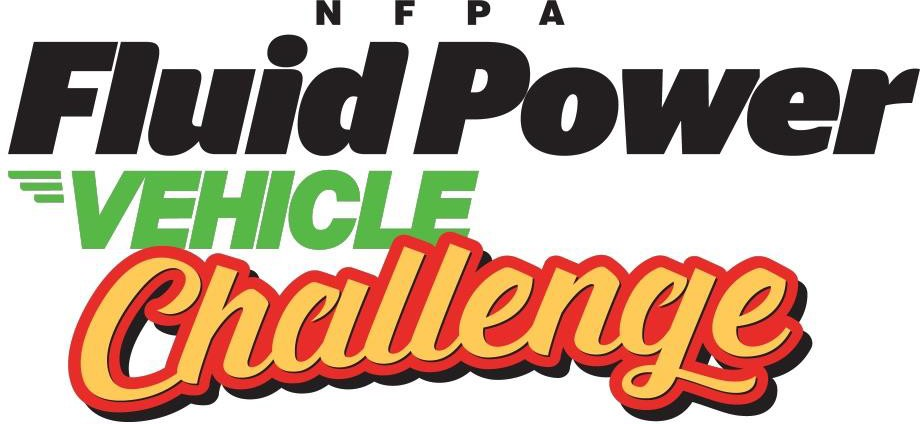 NFPA
Fluid Power
VEHICLE
Challenge